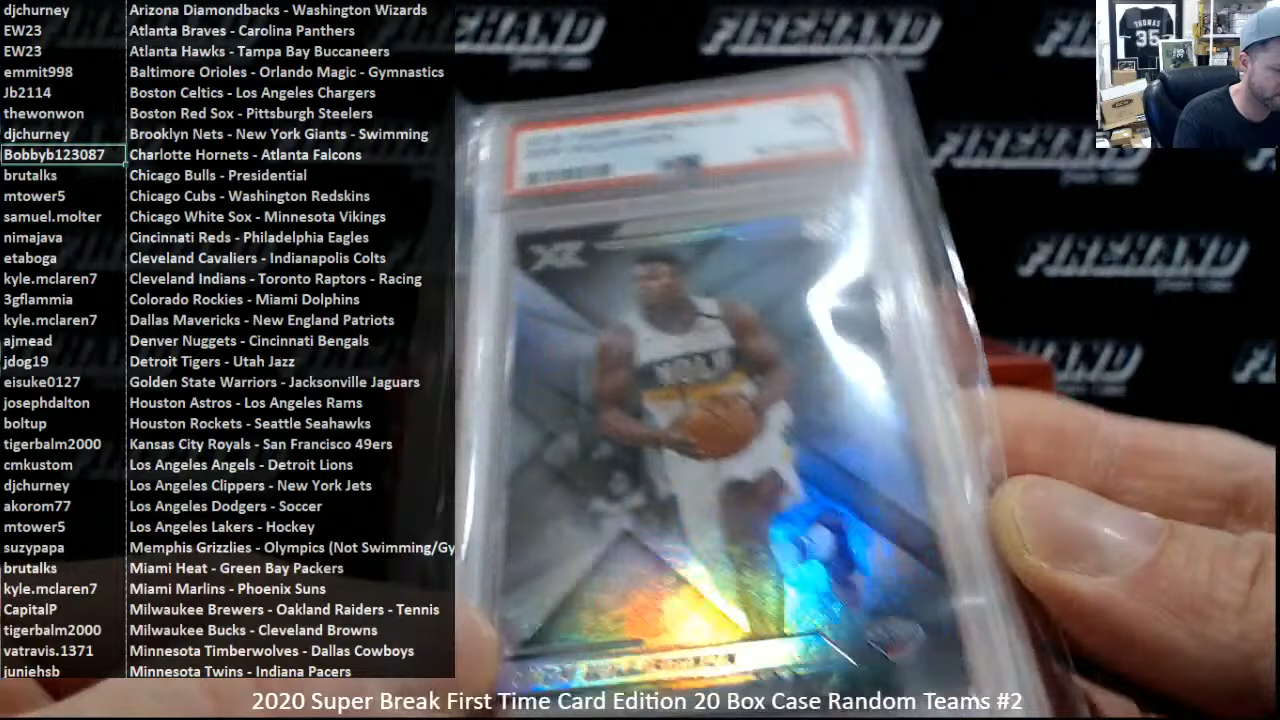 djchurney Arizona Diamondbacks - Washington Wizards
EW23 Atlanta Braves - Carolina Panthers
EW23 Atlanta Hawks - Tampa Bay Buccaneers
emmit998 Baltimore Orioles - Orlando Magic - Gymnastics
Jb2114 Boston Celtics - Los Angeles Chargers
thewonwon Boston Red Sox - Pittsburgh Steelers
djchurney Brooklyn Nets - New York Giants - Swimming
Bobbyb123087 Charlotte Hornets - Atlanta Falcons
brutalks Chicago Bulls - Presidential
mtower5 Chicago Cubs - Washington Redskins
samuel.molter Chicago White Sox - Minnesota Vikings
nimajava Cincinnati Reds - Philadelphia Eagles
etaboga Cleveland Cavaliers - Indianapolis Colts
kyle.mclaren7 Cleveland Indians - Toronto Raptors - Racing
3gflammia Colorado Rockies - Miami Dolphins
kyle.mclaren7 Dallas Mavericks - New England Patriots
ajmead Denver Nuggets - Cincinnati Bengals
jdog19 Detroit Tigers - Utah Jazz
eisuke0127 Golden State Warriors - Jacksonville Jaguars
josephdalton Houston Astros - Los Angeles Rams
boltup Houston Rockets - Seattle Seahawks
tigerbalm2000 Kansas City Royals - San Francisco 49ers
cmkustom Los Angeles Angels - Detroit Lions
djchurney Los Angeles Clippers - New York Jets
akorom77 Los Angeles Dodgers - Soccer
mtower5 Los Angeles Lakers - Hockey
suzypapa Memphis Grizzlies - Olympics (Not Swimming/Gy
brutalks Miami Heat - Green Bay Packers
kyle.mclaren7 Miami Marlins - Phoenix Suns
CapitalP Milwaukee Brewers - Oakland Raiders - Tennis
tigerbalm2000 Milwaukee Bucks - Cleveland Browns
vatravis.1371 Minnesota Timberwolves - Dallas Cowboys
juniehsb Minnesota Twins - Indiana Pacers
FIREHAND
FIREHAND
FIREHAND
FIREHAND
THOMAS
35
XR
2020 Super Break First Time Card Edition 20 Box Case Random Teams #2